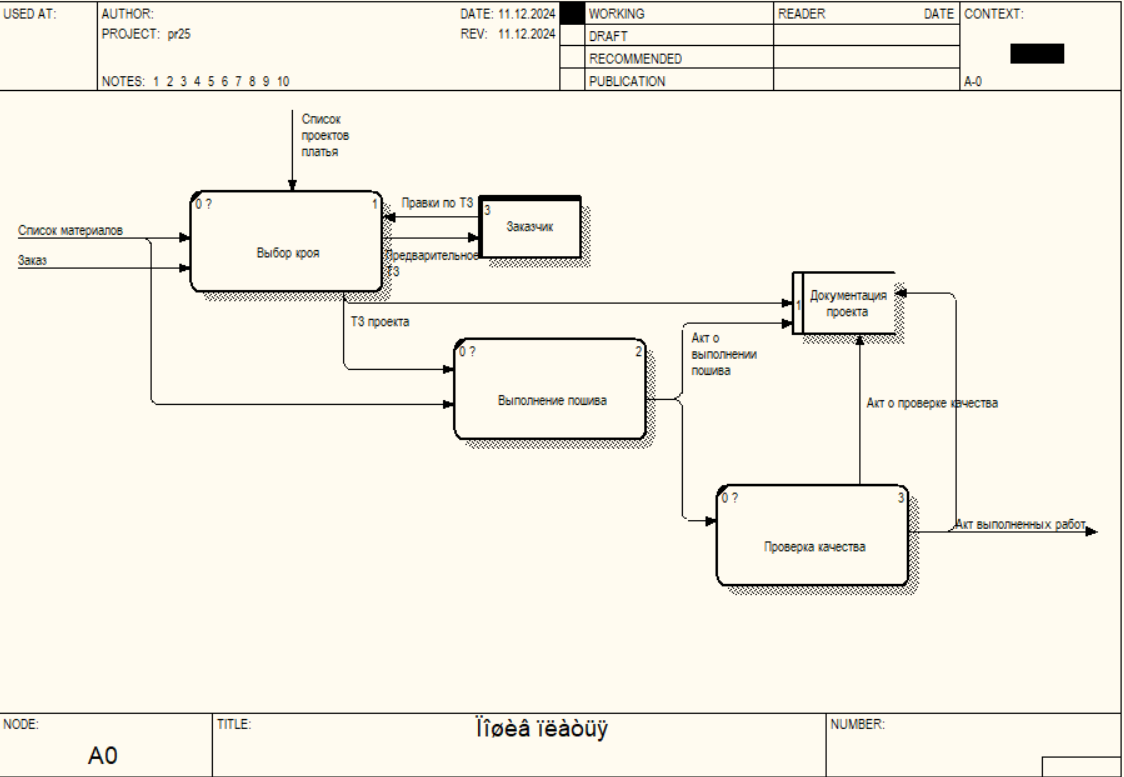 USED AT:
AUTHOR:
DATE: 11.12.2024
WORKING
READER
DATE
CONTEXT:
PROJECT: pr25
REV: 11.12.2024
DRAFT
RECOMMENDED
NOTES: 1 2 3 4 5 6 7 8 9 10
PUBLICATION
A-0
Список
проектов
платья
0 ?
1
Выбор кроя
Список материалов
Заказ
Правки по ТЗ
3
Заказчик
Предварительное
ТЗ
1
Документация
проекта
ТЗ проекта
0 ?
2
Выполнение пошива
Акт о
выполнении
пошива
Акт о проверке качества
0 ?
3
Проверка качества
Акт выполненных работ
NODE:
A0
TITLE:
Ïîøèâ ïëàòüÿ
NUMBER: